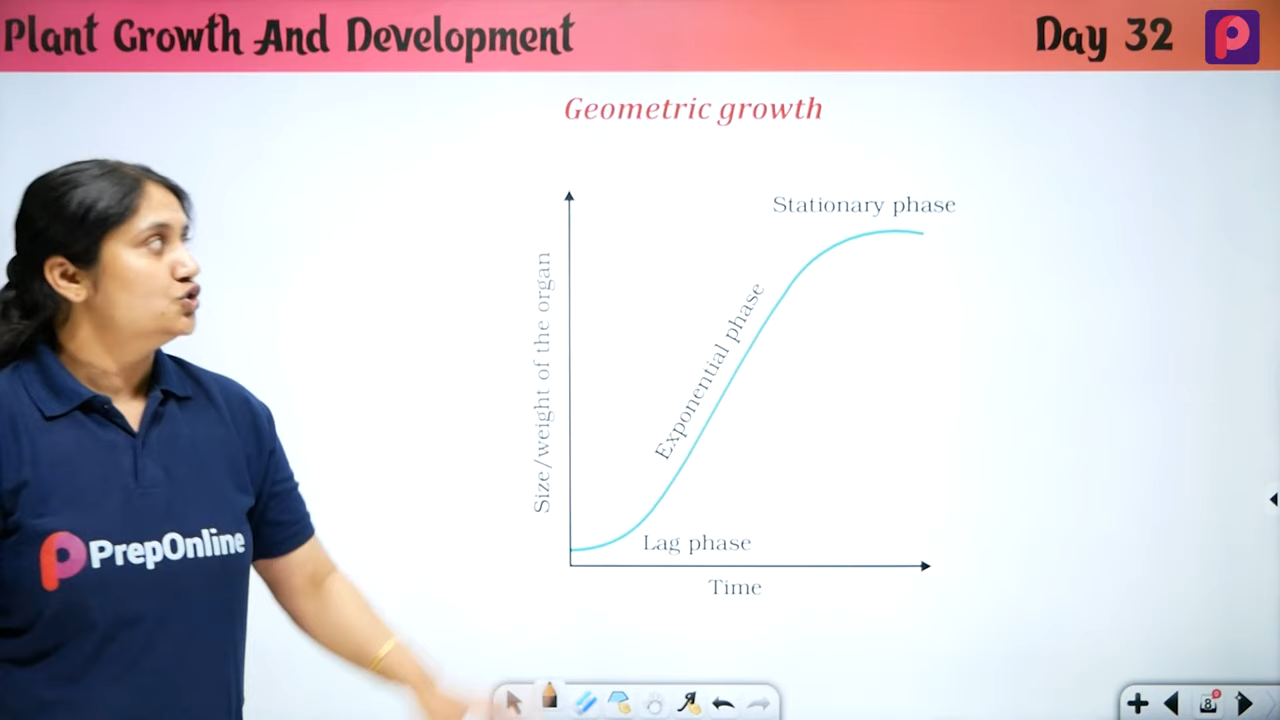 Plant Growth And Development
Day 32
Geometric growth
Stationary phase
Exponential phase
Size/weight of the organ
Lag phase
Time
PrepOnline
8